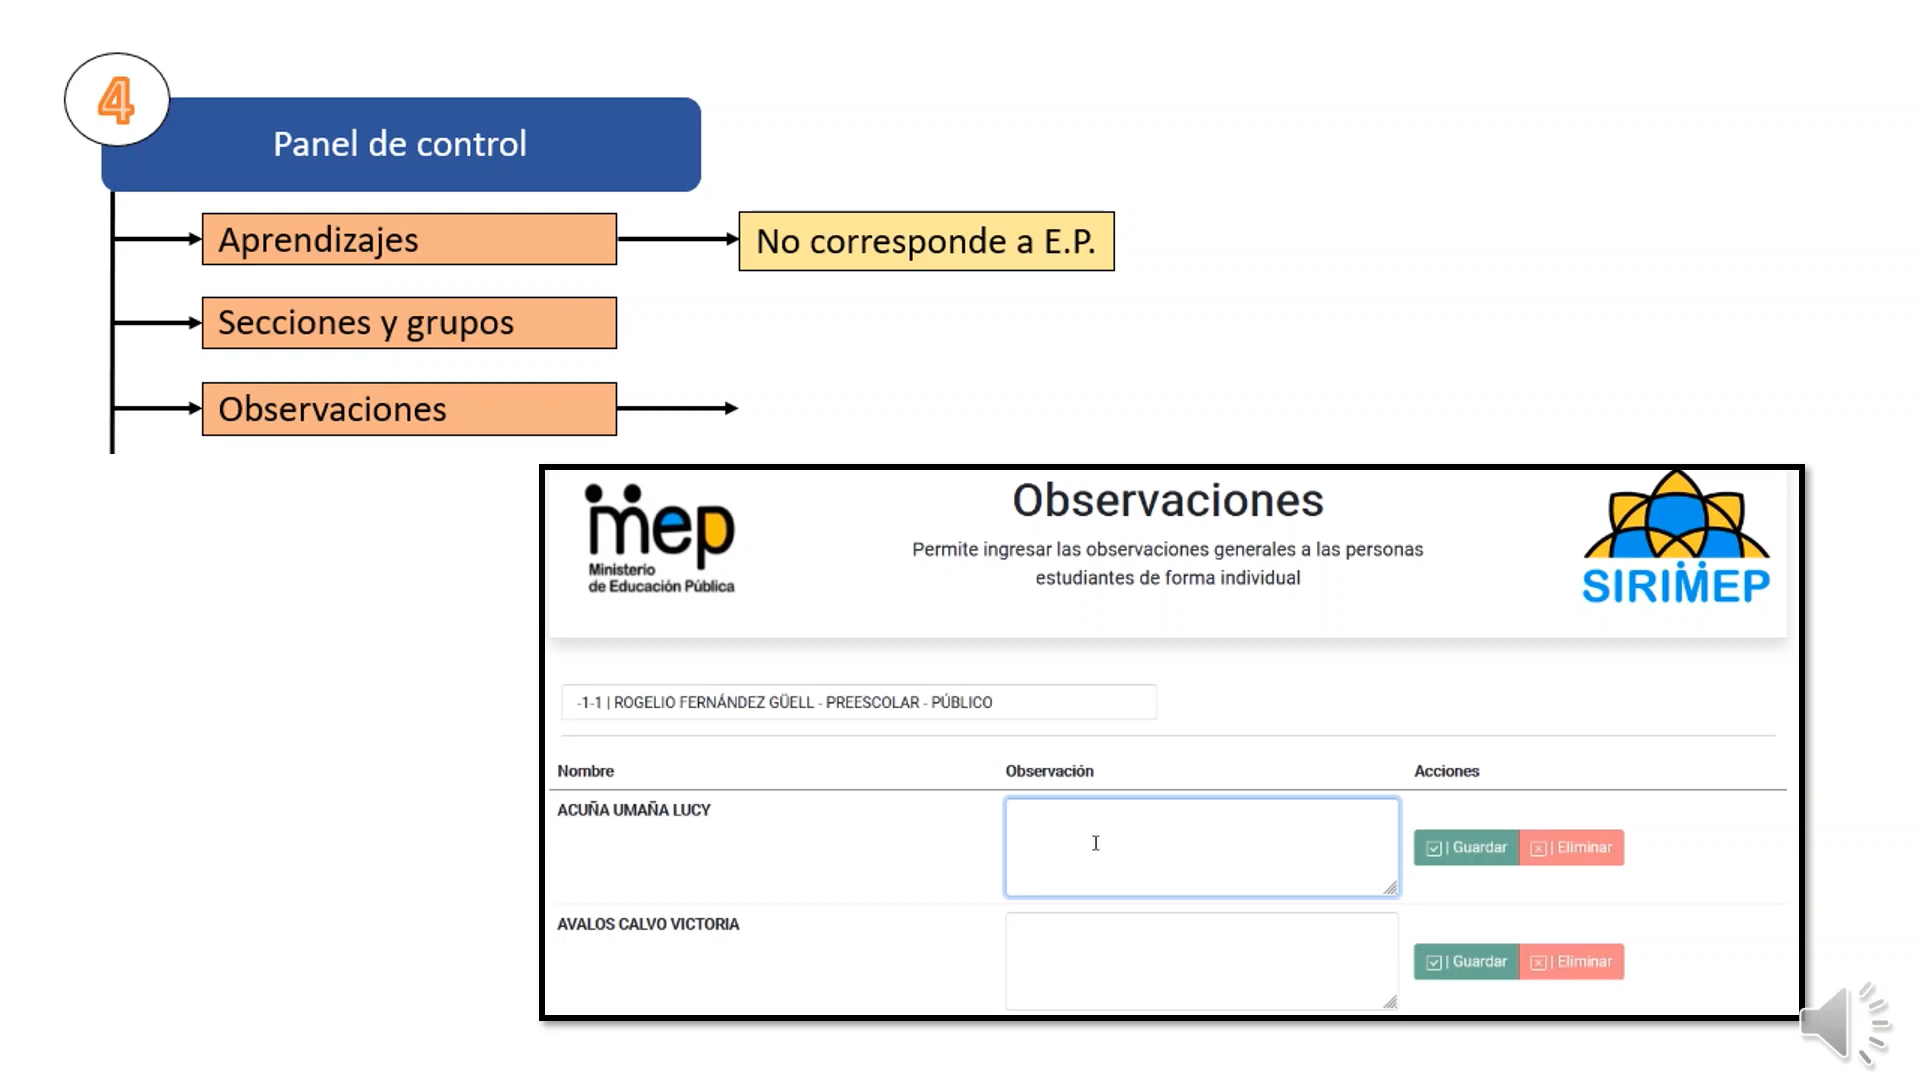 4
Panel de control
Aprendizajes
No corresponde a E.P.
Secciones y grupos
Observaciones
mep
Ministerio
de Educación Pública
Observaciones
Permite ingresar las observaciones generales a las personas
estudiantes de forma individual
SIRIMEP
-1-1 | ROGELIO FERNÁNDEZ GÜELL - PREESCOLAR - PÚBLICO
Nombre Observación Acciones
ACUÑA UMAÑA LUCY
| Guardar | Eliminar
AVALOS CALVO VICTORIA
| Guardar | Eliminar